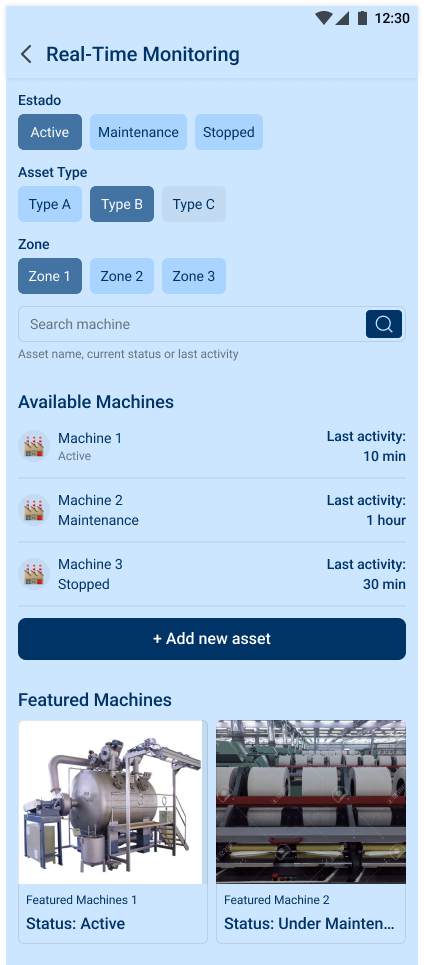 12:30
Real-Time Monitoring
Estado
Active Maintenance Stopped
Asset Type
Type A Type B Type C
Zone
Zone 1 Zone 2 Zone 3
Search machine
Asset name, current status or last activity
Available Machines
Machine 1 Last activity:
Active 10 min
Machine 2 Last activity:
Maintenance 1 hour
Machine 3 Last activity:
Stopped 30 min
+ Add new asset
Featured Machines
Featured Machines 1 Featured Machine 2
Status: Active Status: Under Mainten...